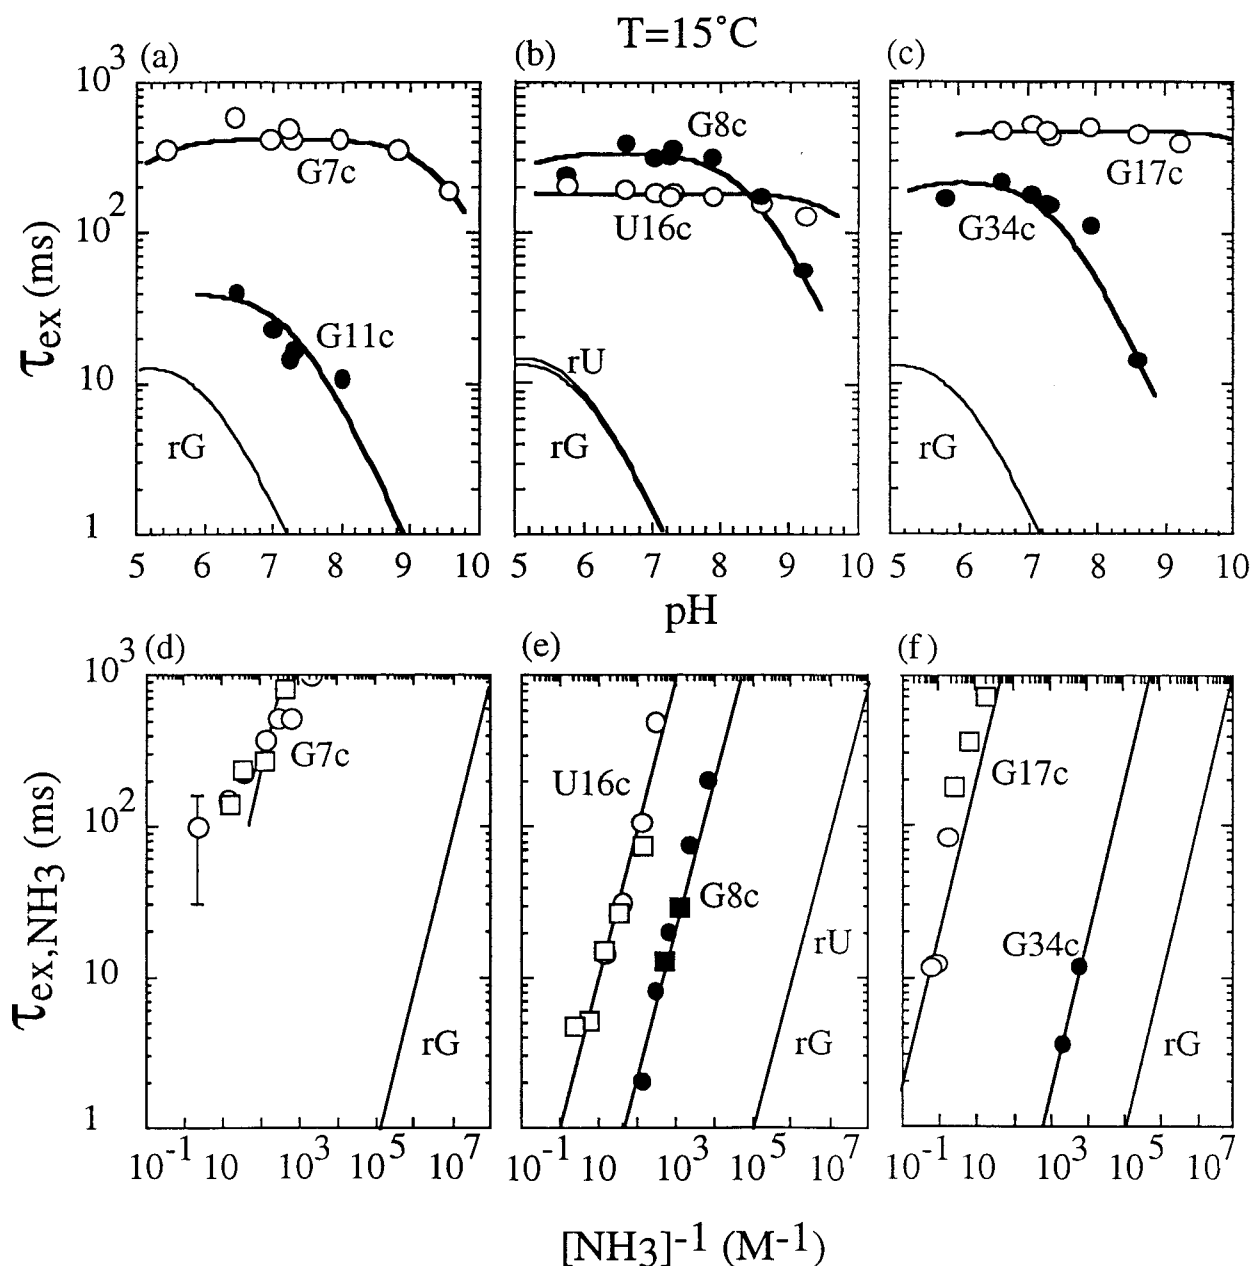 T=15°C
(a) (b) (c)
10³
10²
10
1
τex (ms)
G7c
G11c
rG
G8c
U16c
rU
rG
G17c
G34c
rG
5 6 7 8 9 10 5 6 7 8 9 10 5 6 7 8 9 10
pH
(d) (e) (f)
10³
10²
10
1
τex,NH3 (ms)
G7c
rG
U16c
G8c
rU
rG
G17c
G34c
rG
10⁻¹ 10 10³ 10⁵ 10⁷ 10⁻¹ 10 10³ 10⁵ 10⁷ 10⁻¹ 10 10³ 10⁵ 10⁷
[NH3]⁻¹ (M⁻¹)